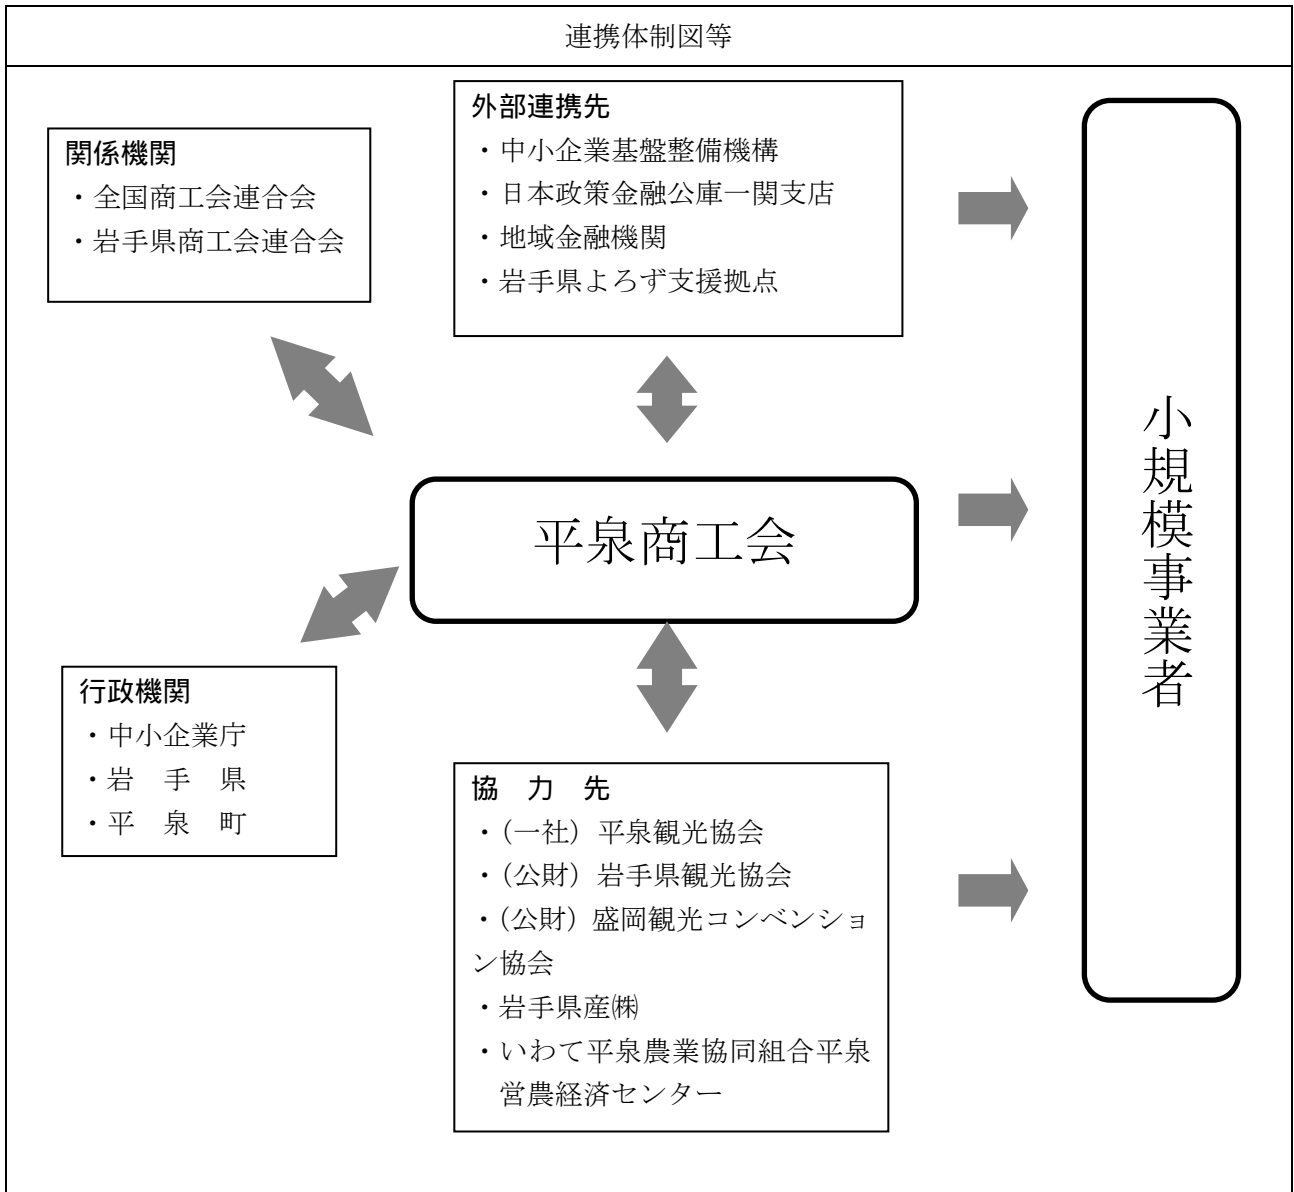 連携体制図等
関係機関
・全国商工会連合会
・岩手県商工会連合会
外部連携先
・中小企業基盤整備機構
・日本政策金融公庫一関支店
・地域金融機関
・岩手県よろず支援拠点
平泉商工会
小規模事業者
行政機関
・中小企業庁
・岩　手　県
・平　泉　町
協　力　先
・(一社）平泉観光協会
・(公財）岩手県観光協会
・(公財）盛岡観光コンベンショ
ン協会
・岩手県産㈱
・いわて平泉農業協同組合平泉
営農経済センター